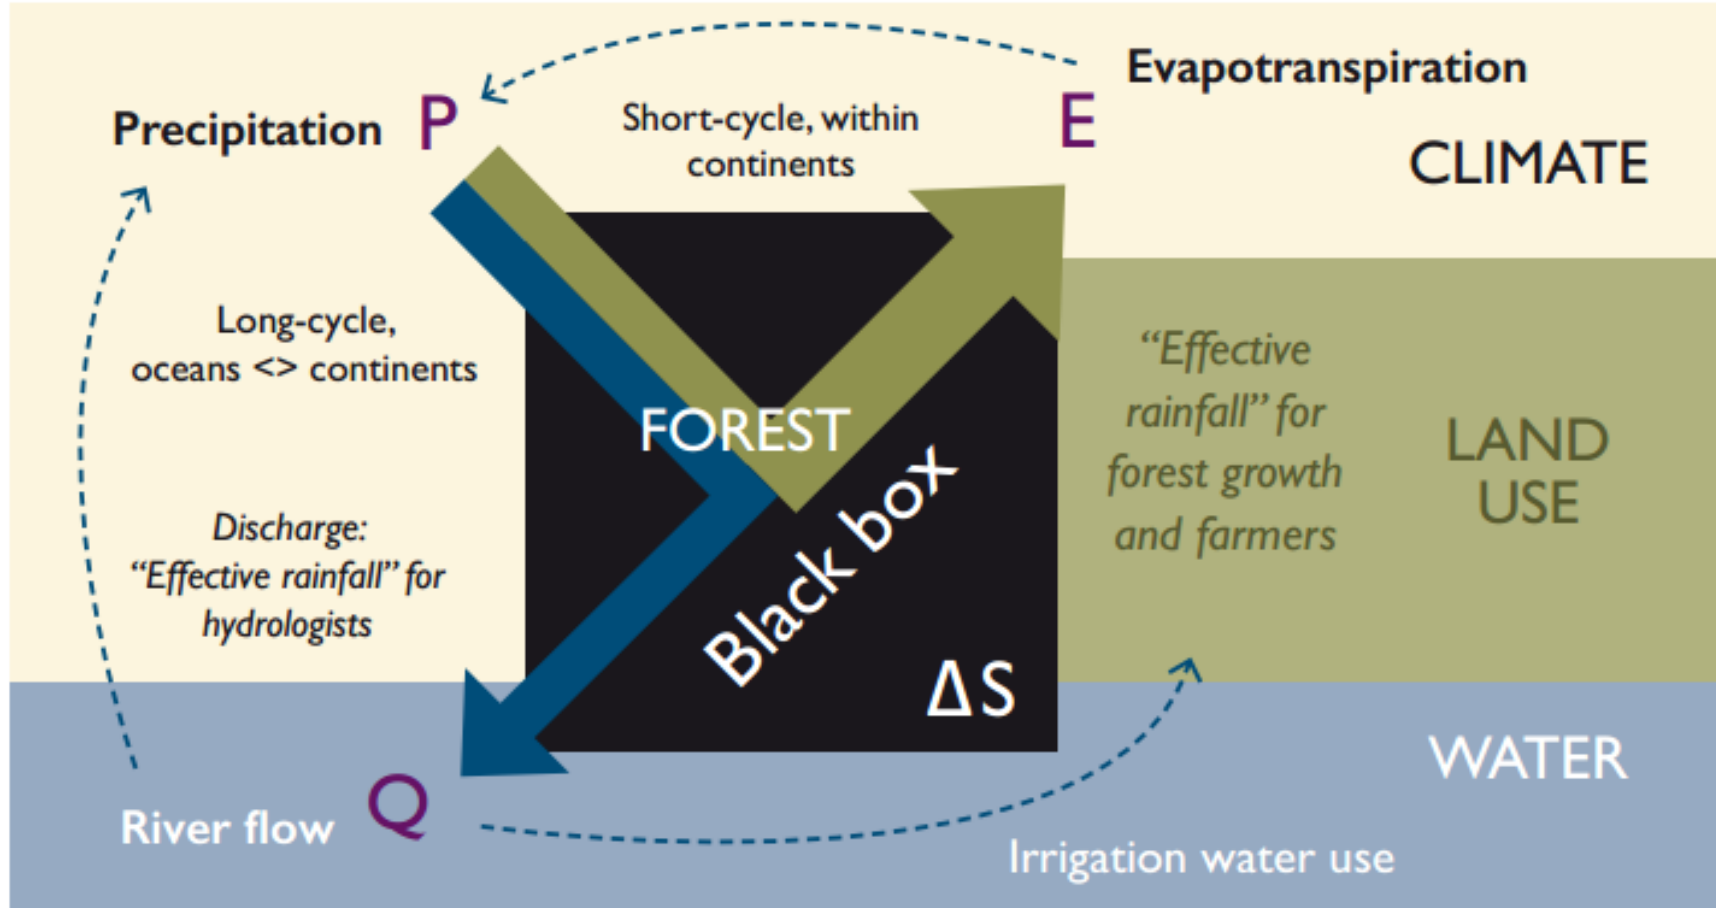 Evapotranspiration
Precipitation P
E
Short-cycle, within
continents
CLIMATE
Long-cycle,
oceans <> continents
“Effective
rainfall” for
forest growth
and farmers
LAND
USE
FOREST
Black box
Discharge:
“Effective rainfall” for
hydrologists
Δ S
WATER
River flow Q
Irrigation water use